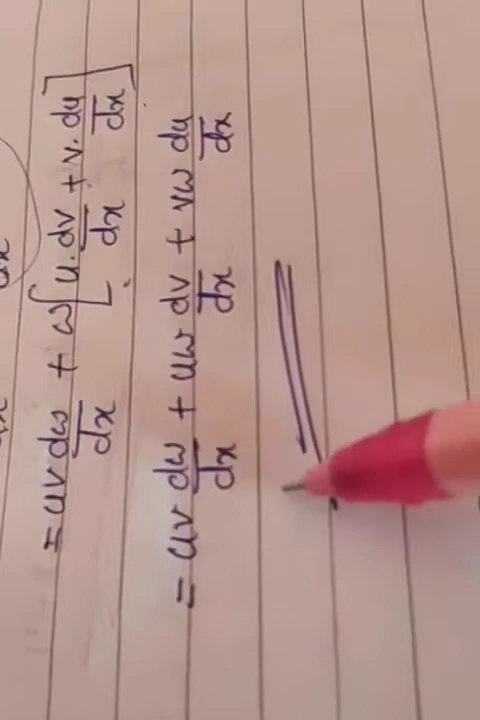 = uv dw/dx + w[u.dv/dx + v.du/dx]
= uv dw/dx + uw dv/dx + vw du/dx